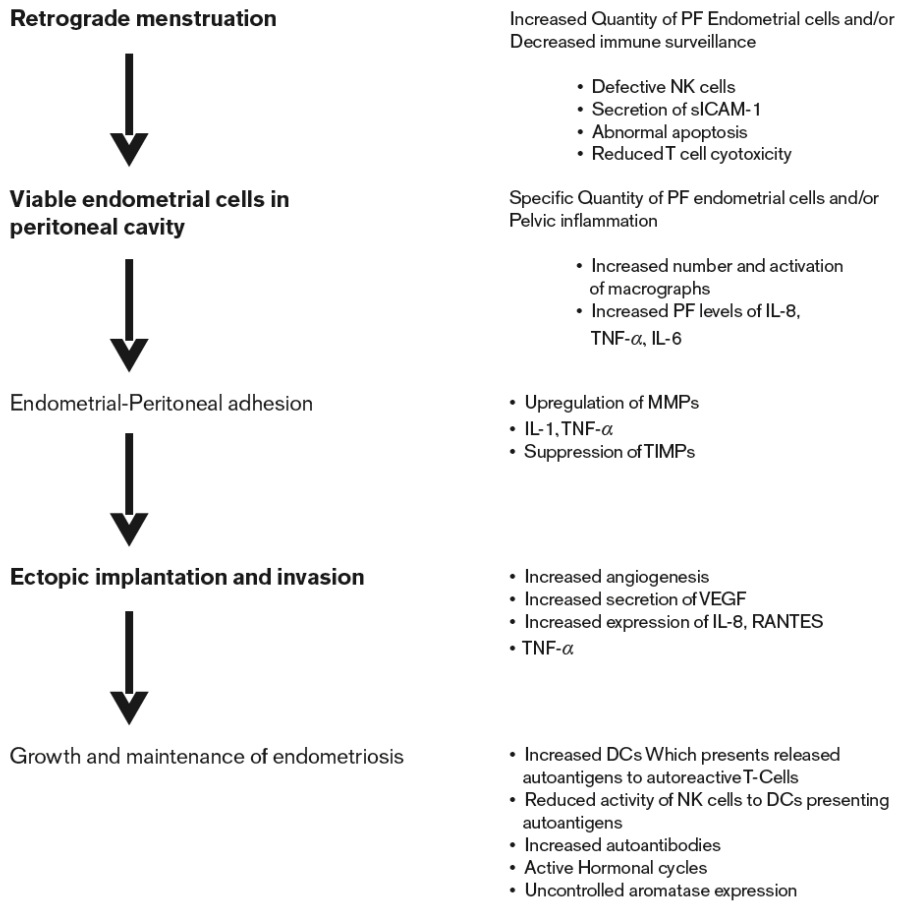 Retrograde menstruation
Increased Quantity of PF Endometrial cells and/or
Decreased immune surveillance
• Defective NK cells
• Secretion of sICAM-1
• Abnormal apoptosis
• Reduced T cell cyotoxicity
Viable endometrial cells in
peritoneal cavity
Specific Quantity of PF endometrial cells and/or
Pelvic inflammation
• Increased number and activation
of macrographs
• Increased PF levels of IL-8,
TNF-α, IL-6
Endometrial-Peritoneal adhesion
• Upregulation of MMPs
• IL-1, TNF-α
• Suppression of TIMPs
Ectopic implantation and invasion
• Increased angiogenesis
• Increased secretion of VEGF
• Increased expression of IL-8, RANTES
• TNF-α
Growth and maintenance of endometriosis
• Increased DCs Which presents released
autoantigens to autoreactive T-Cells
• Reduced activity of NK cells to DCs presenting
autoantigens
• Increased autoantibodies
• Active Hormonal cycles
• Uncontrolled aromatase expression